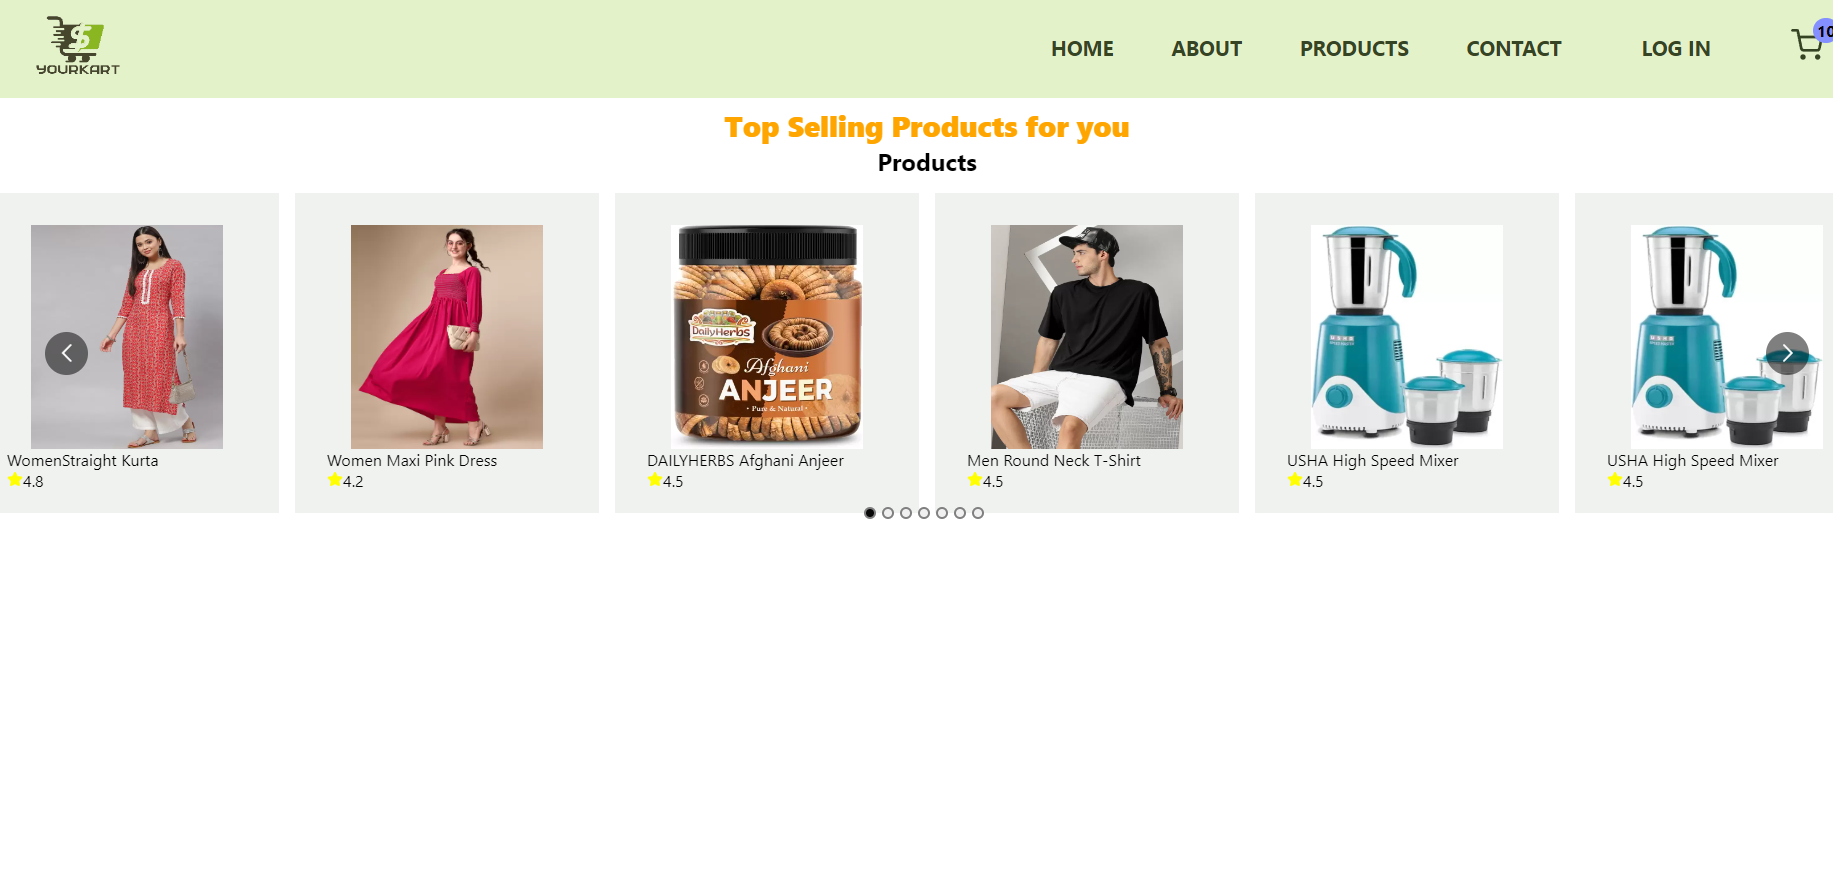 $
YOURKART
HOME ABOUT PRODUCTS CONTACT LOG IN 10
Top Selling Products for you
Products
DailyHerbs
Afghani
ANJEER
• Pure & Natural •
USHA
USHA
WomenStraight Kurta
4.8
Women Maxi Pink Dress
4.2
DAILYHERBS Afghani Anjeer
4.5
Men Round Neck T-Shirt
4.5
USHA High Speed Mixer
4.5
USHA High Speed Mixer
4.5